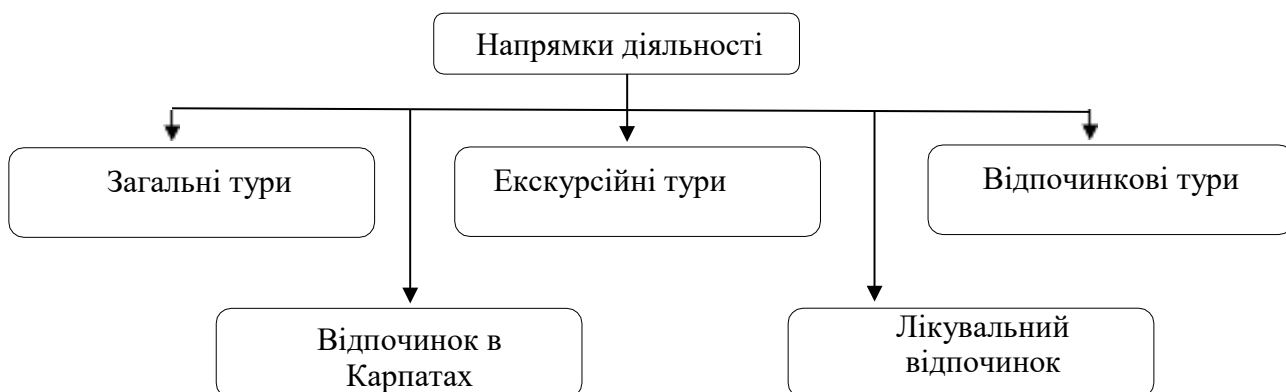 Напрямки діяльності
Загальні тури
Екскурсійні тури
Відпочинкові тури
Відпочинок в
Карпатах
Лікувальний
відпочинок